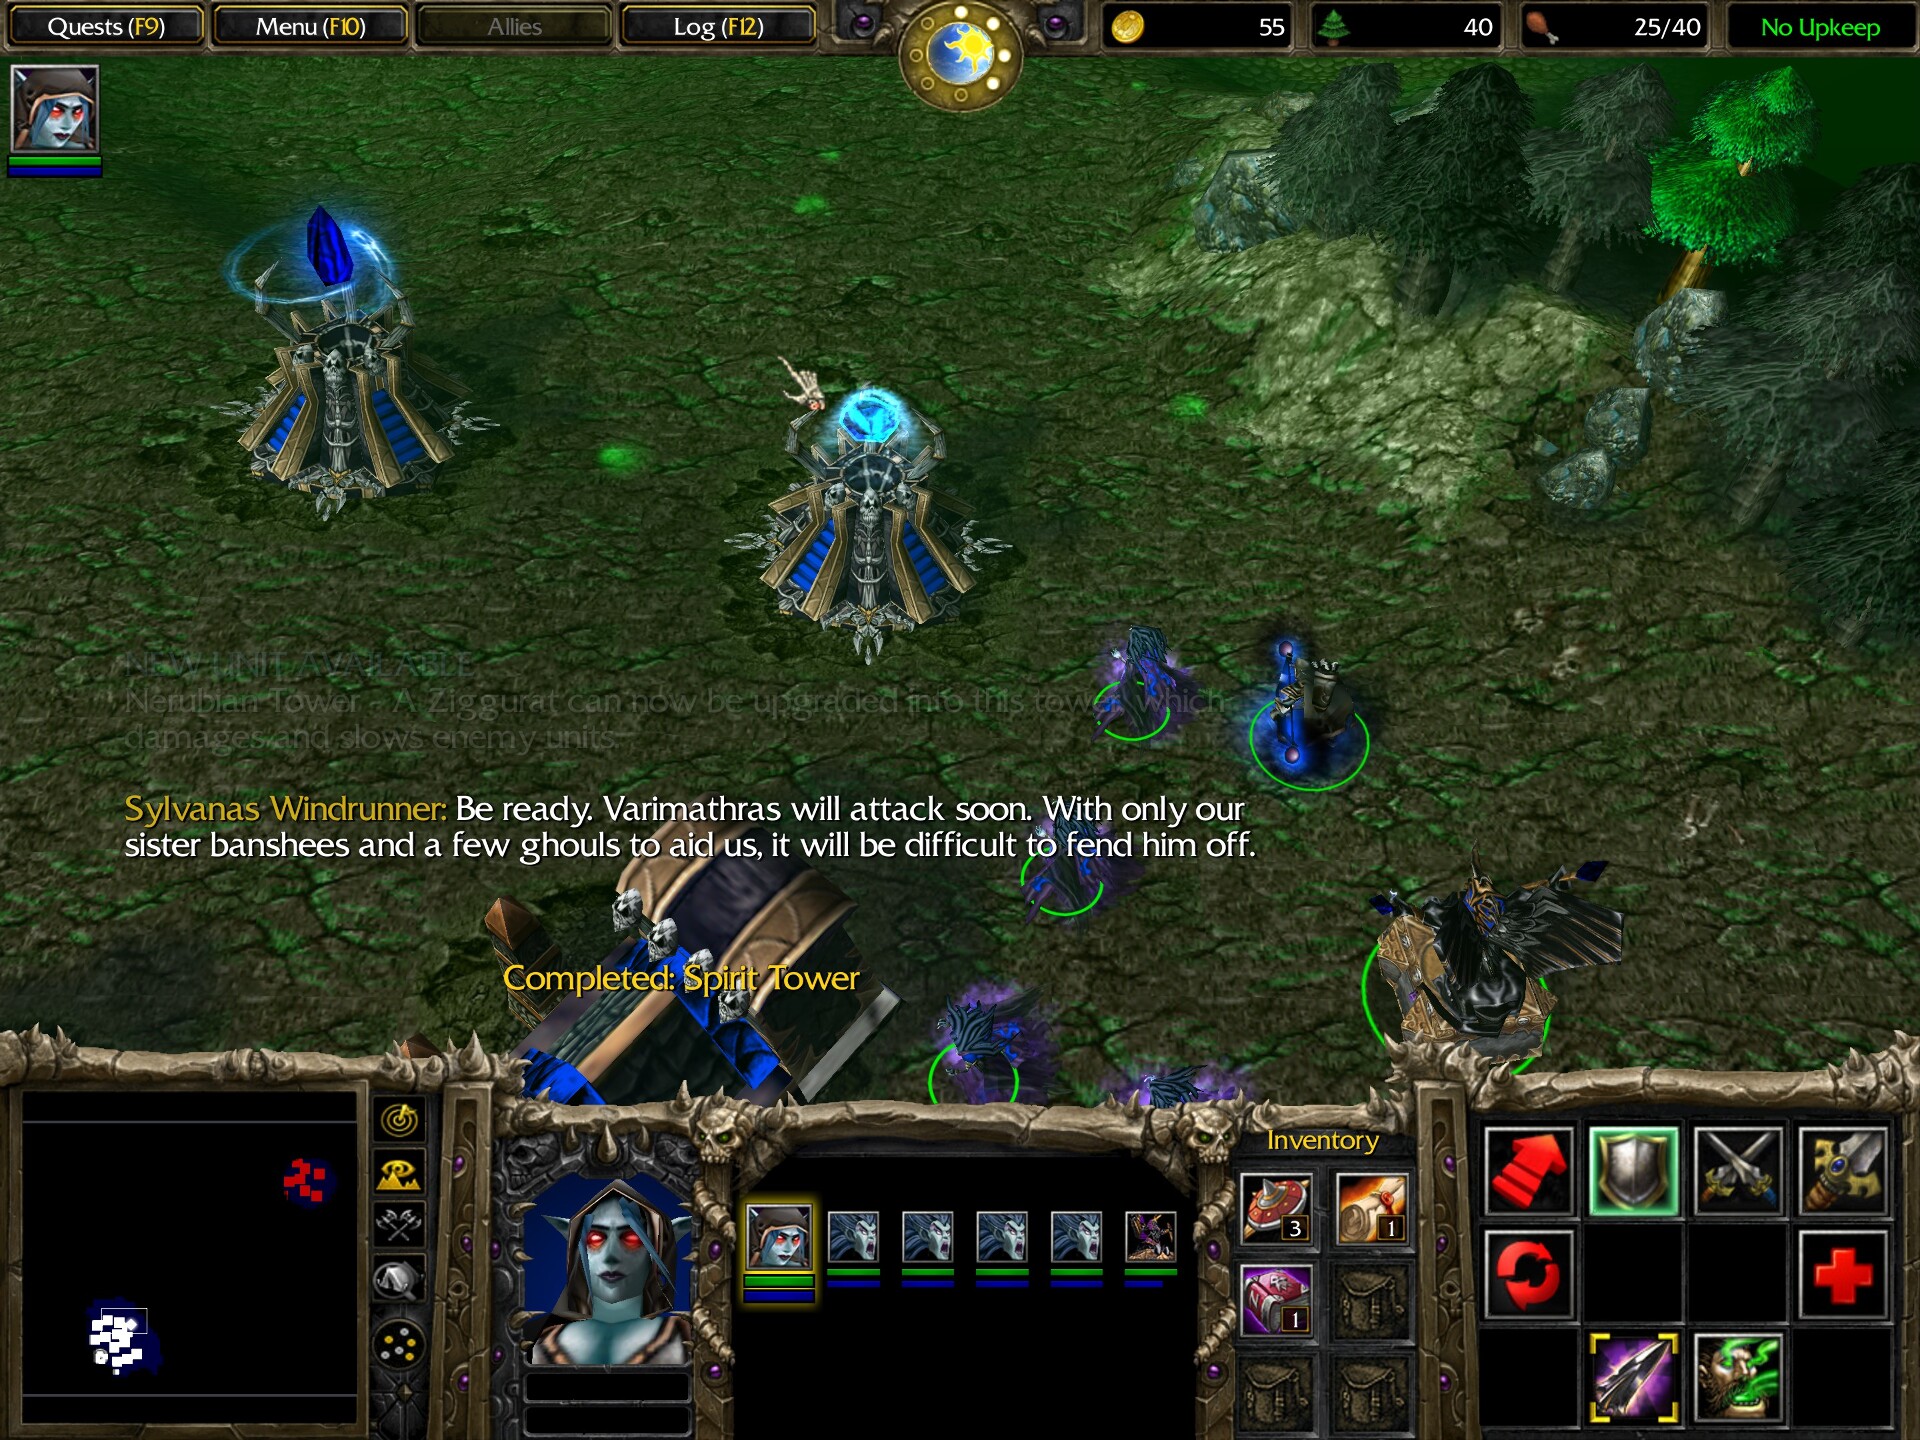 Quests (F9) Menu (F10) Allies Log (F12) 55 40 25/40 No Upkeep
NEW UNIT AVAILABLE
Nerubian Tower - A Ziggurat can now be upgraded into this tower, which
damages and slows enemy units.
Sylvanas Windrunner: Be ready. Varimathras will attack soon. With only our
sister banshees and a few ghouls to aid us, it will be difficult to fend him off.
Completed: Spirit Tower
Inventory
3 1
1